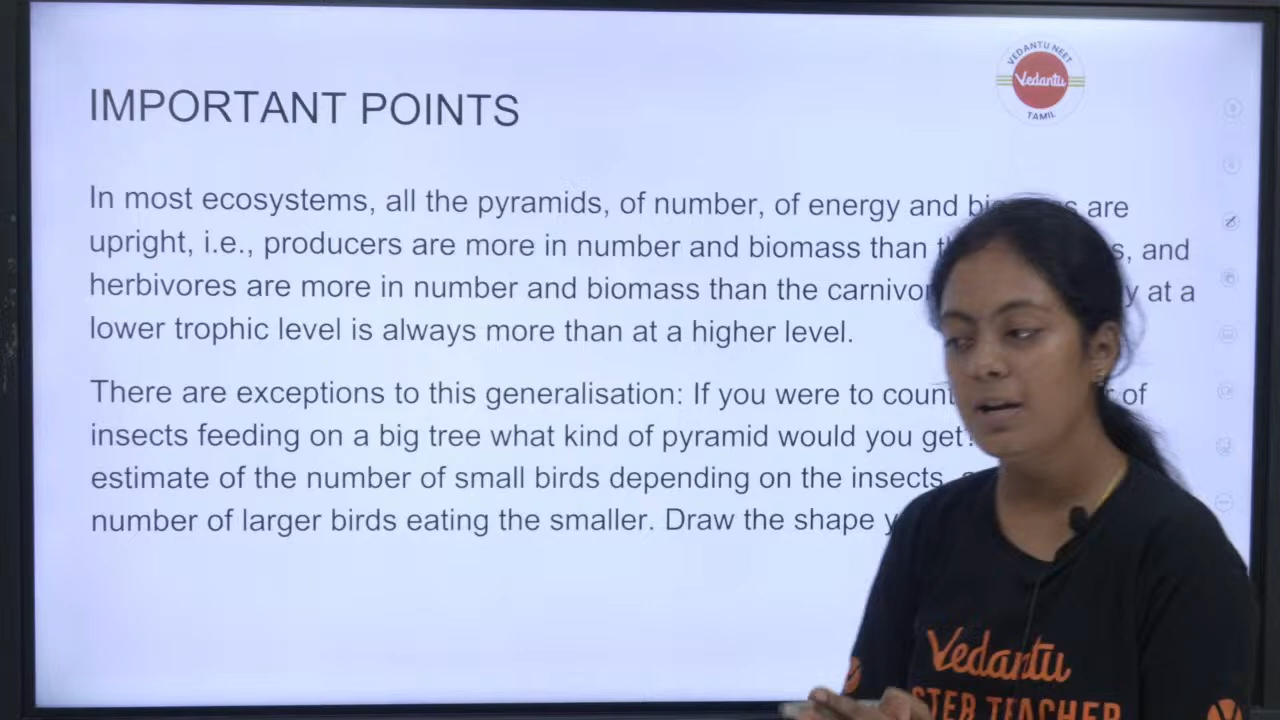 VEDANTU NEET
Vedantu
TAMIL
IMPORTANT POINTS
In most ecosystems, all the pyramids, of number, of energy and are
upright, i.e., producers are more in number and biomass than and
herbivores are more in number and biomass than the at a
lower trophic level is always more than at a higher level.
There are exceptions to this generalisation: If you were to count of
insects feeding on a big tree what kind of pyramid would you get?
estimate of the number of small birds depending on the insects,
number of larger birds eating the smaller. Draw the shape
Vedantu
TEACHER